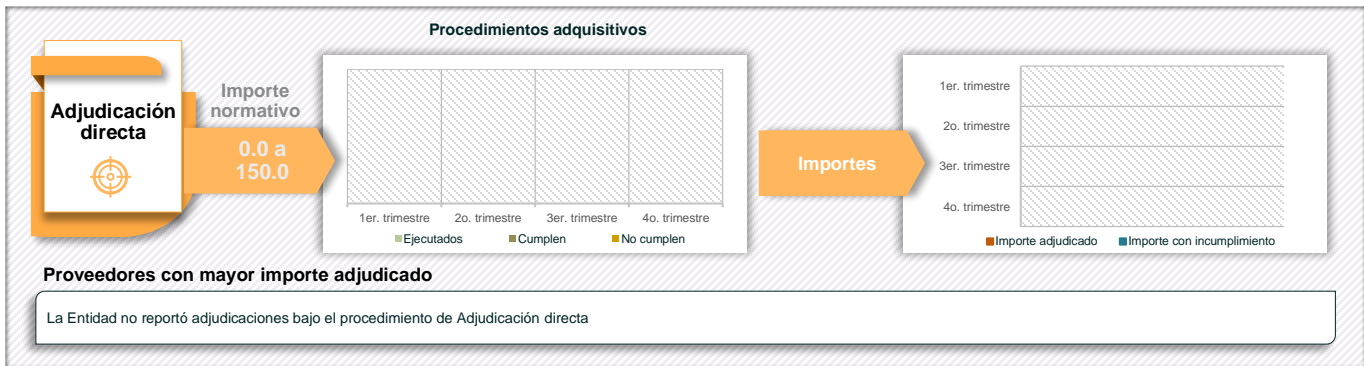 Procedimientos adquisitivos
Adjudicación
directa
Importe
normativo
0.0 a
150.0
1er. trimestre 2o. trimestre 3er. trimestre 4o. trimestre
Ejecutados Cumplen No cumplen
Importes
1er. trimestre
2o. trimestre
3er. trimestre
4o. trimestre
Importe adjudicado Importe con incumplimiento
Proveedores con mayor importe adjudicado
La Entidad no reportó adjudicaciones bajo el procedimiento de Adjudicación directa